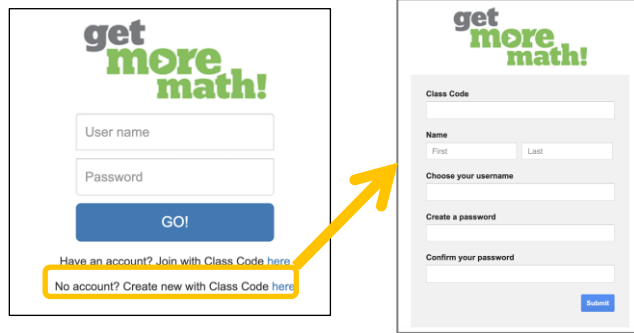 get
more
math!
User name
Password
GO!
Have an account? Join with Class Code here
No account? Create new with Class Code here
get
more
math!
Class Code
Name
First Last
Choose your username
Create a password
Confirm your password
Submit